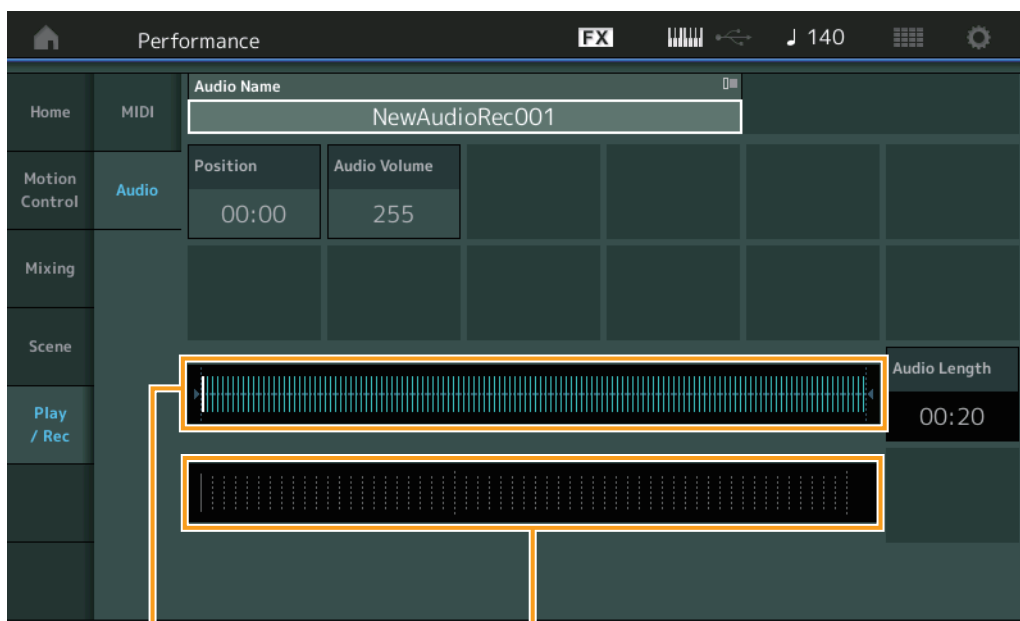 Performance
FX
140
Home
MIDI
Audio Name
NewAudioRec001
Motion
Control
Audio
Position
Audio Volume
00:00
255
Mixing
Scene
Audio Length
Play
/ Rec
00:20